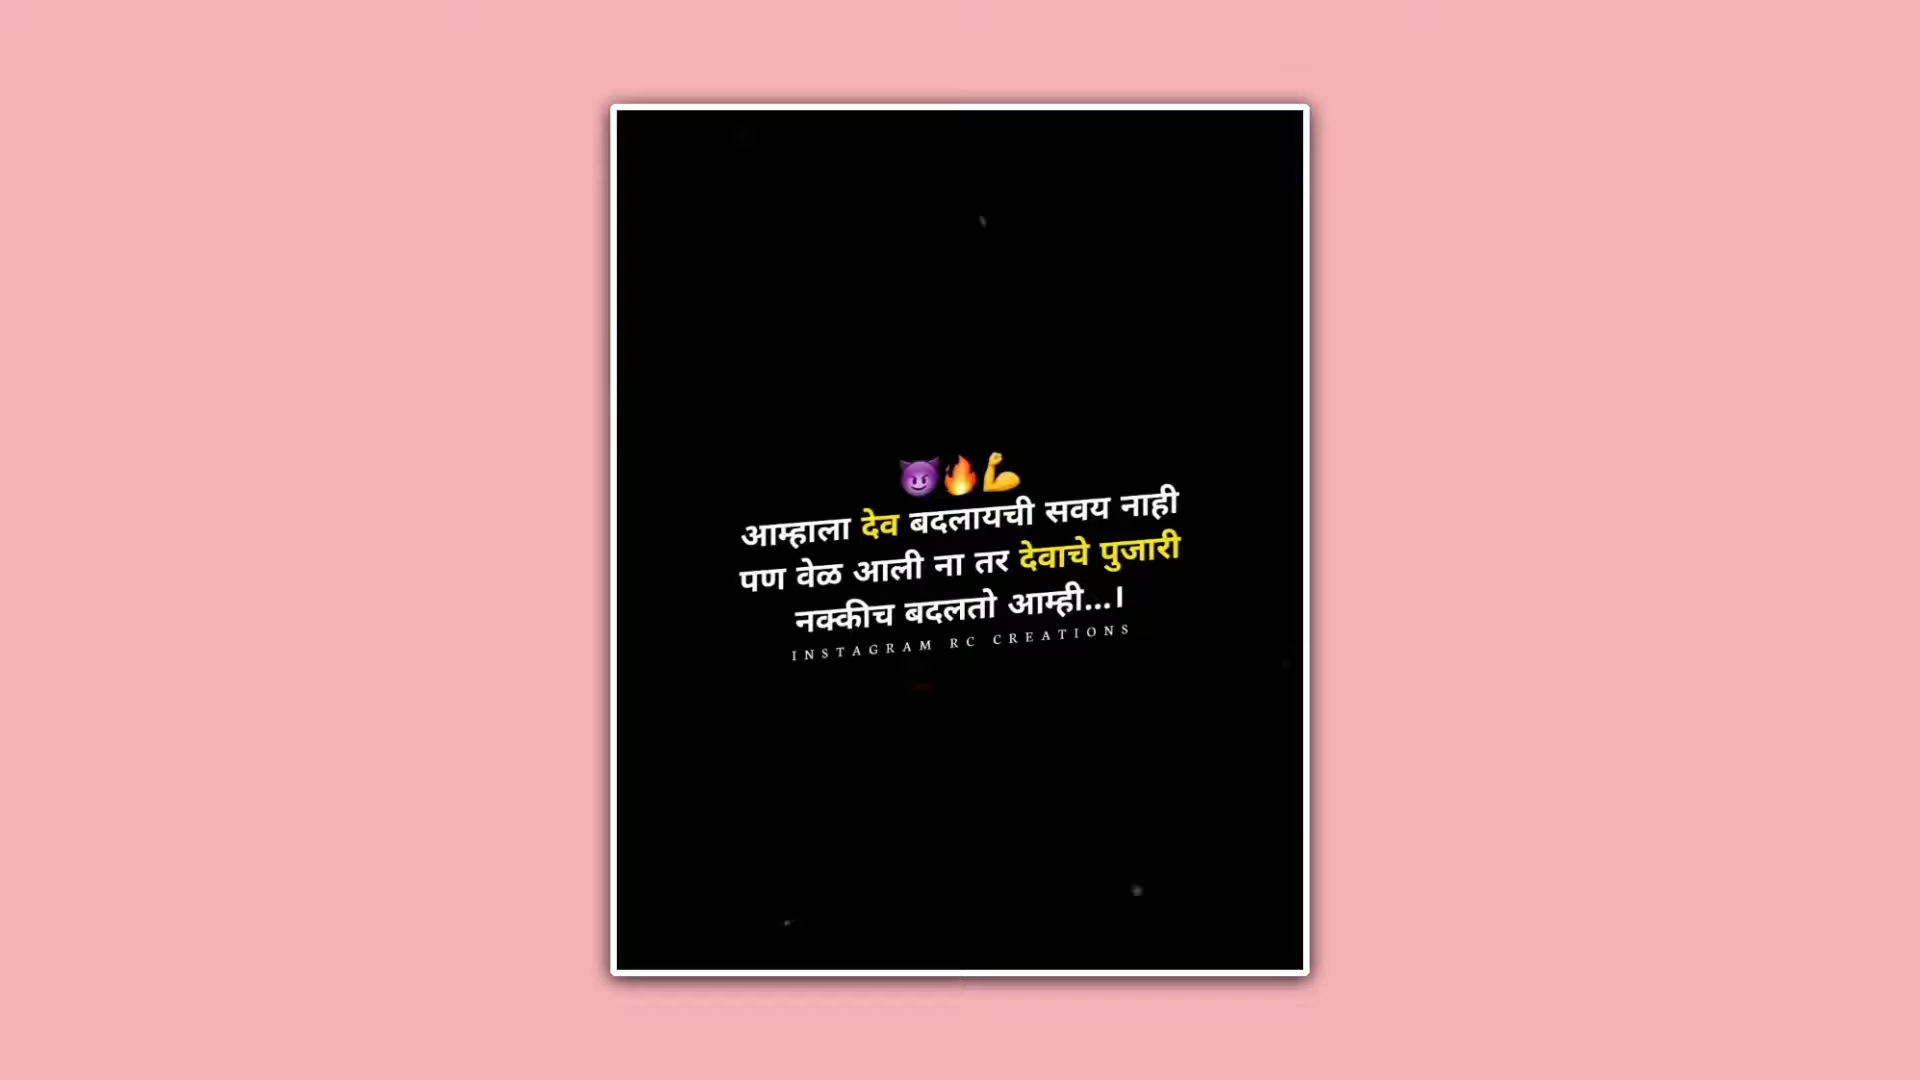 😈🔥💪
आम्हाला देव बदलायची सवय नाही
पण वेळ आली ना तर देवाचे पुजारी
नक्कीच बदलतो आम्ही...।
INSTAGRAM RC CREATIONS